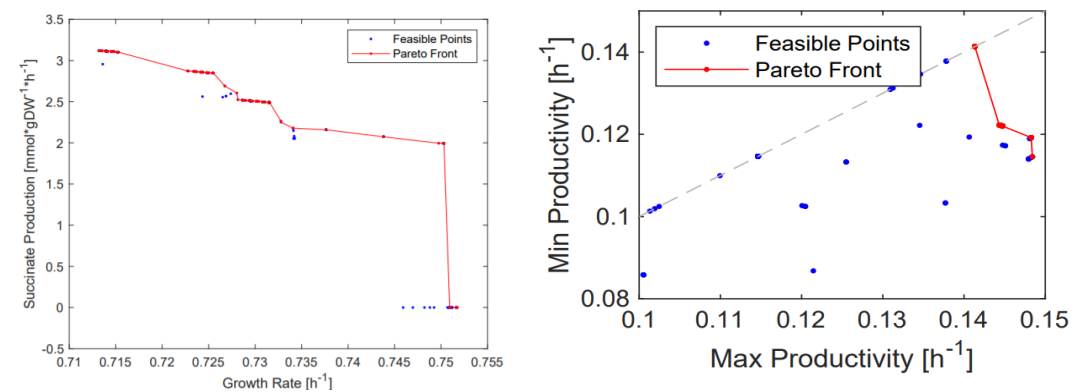 3.5
3
2.5
2
1.5
1
0.5
0
-0.5
Succinate Production [mmol*gDW⁻¹*h⁻¹]
Feasible Points
Pareto Front
0.71 0.715 0.72 0.725 0.73 0.735 0.74 0.745 0.75 0.755
Growth Rate [h⁻¹]
0.14
0.12
0.1
0.08
Min Productivity [h⁻¹]
Feasible Points
Pareto Front
0.1 0.11 0.12 0.13 0.14 0.15
Max Productivity [h⁻¹]